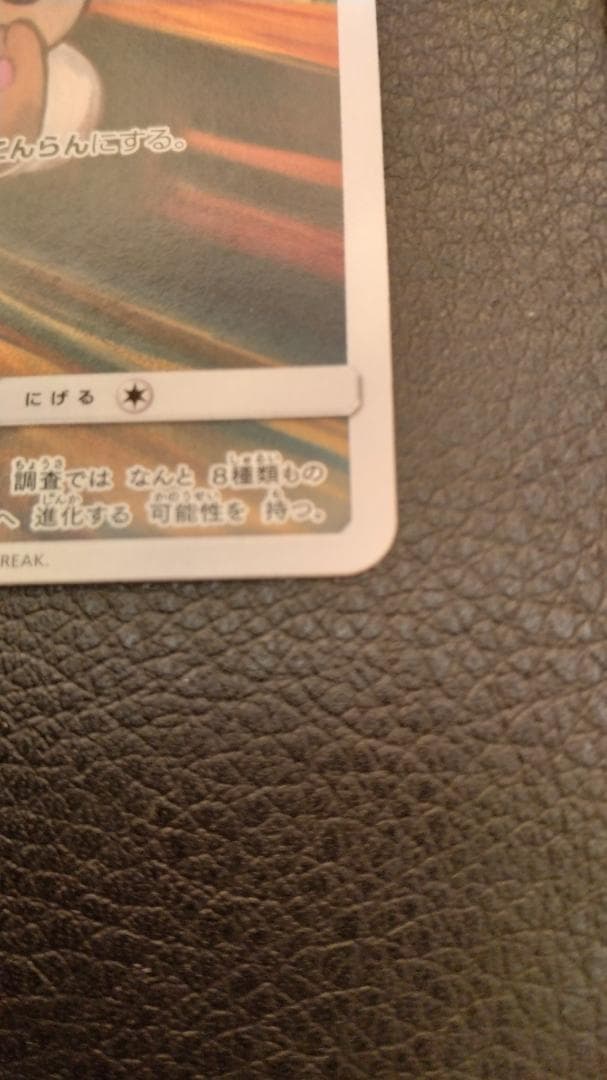 こんらんにする。
にげる
調査では なんと 8種類もの
へ 進化する 可能性を 持つ。
REAK.